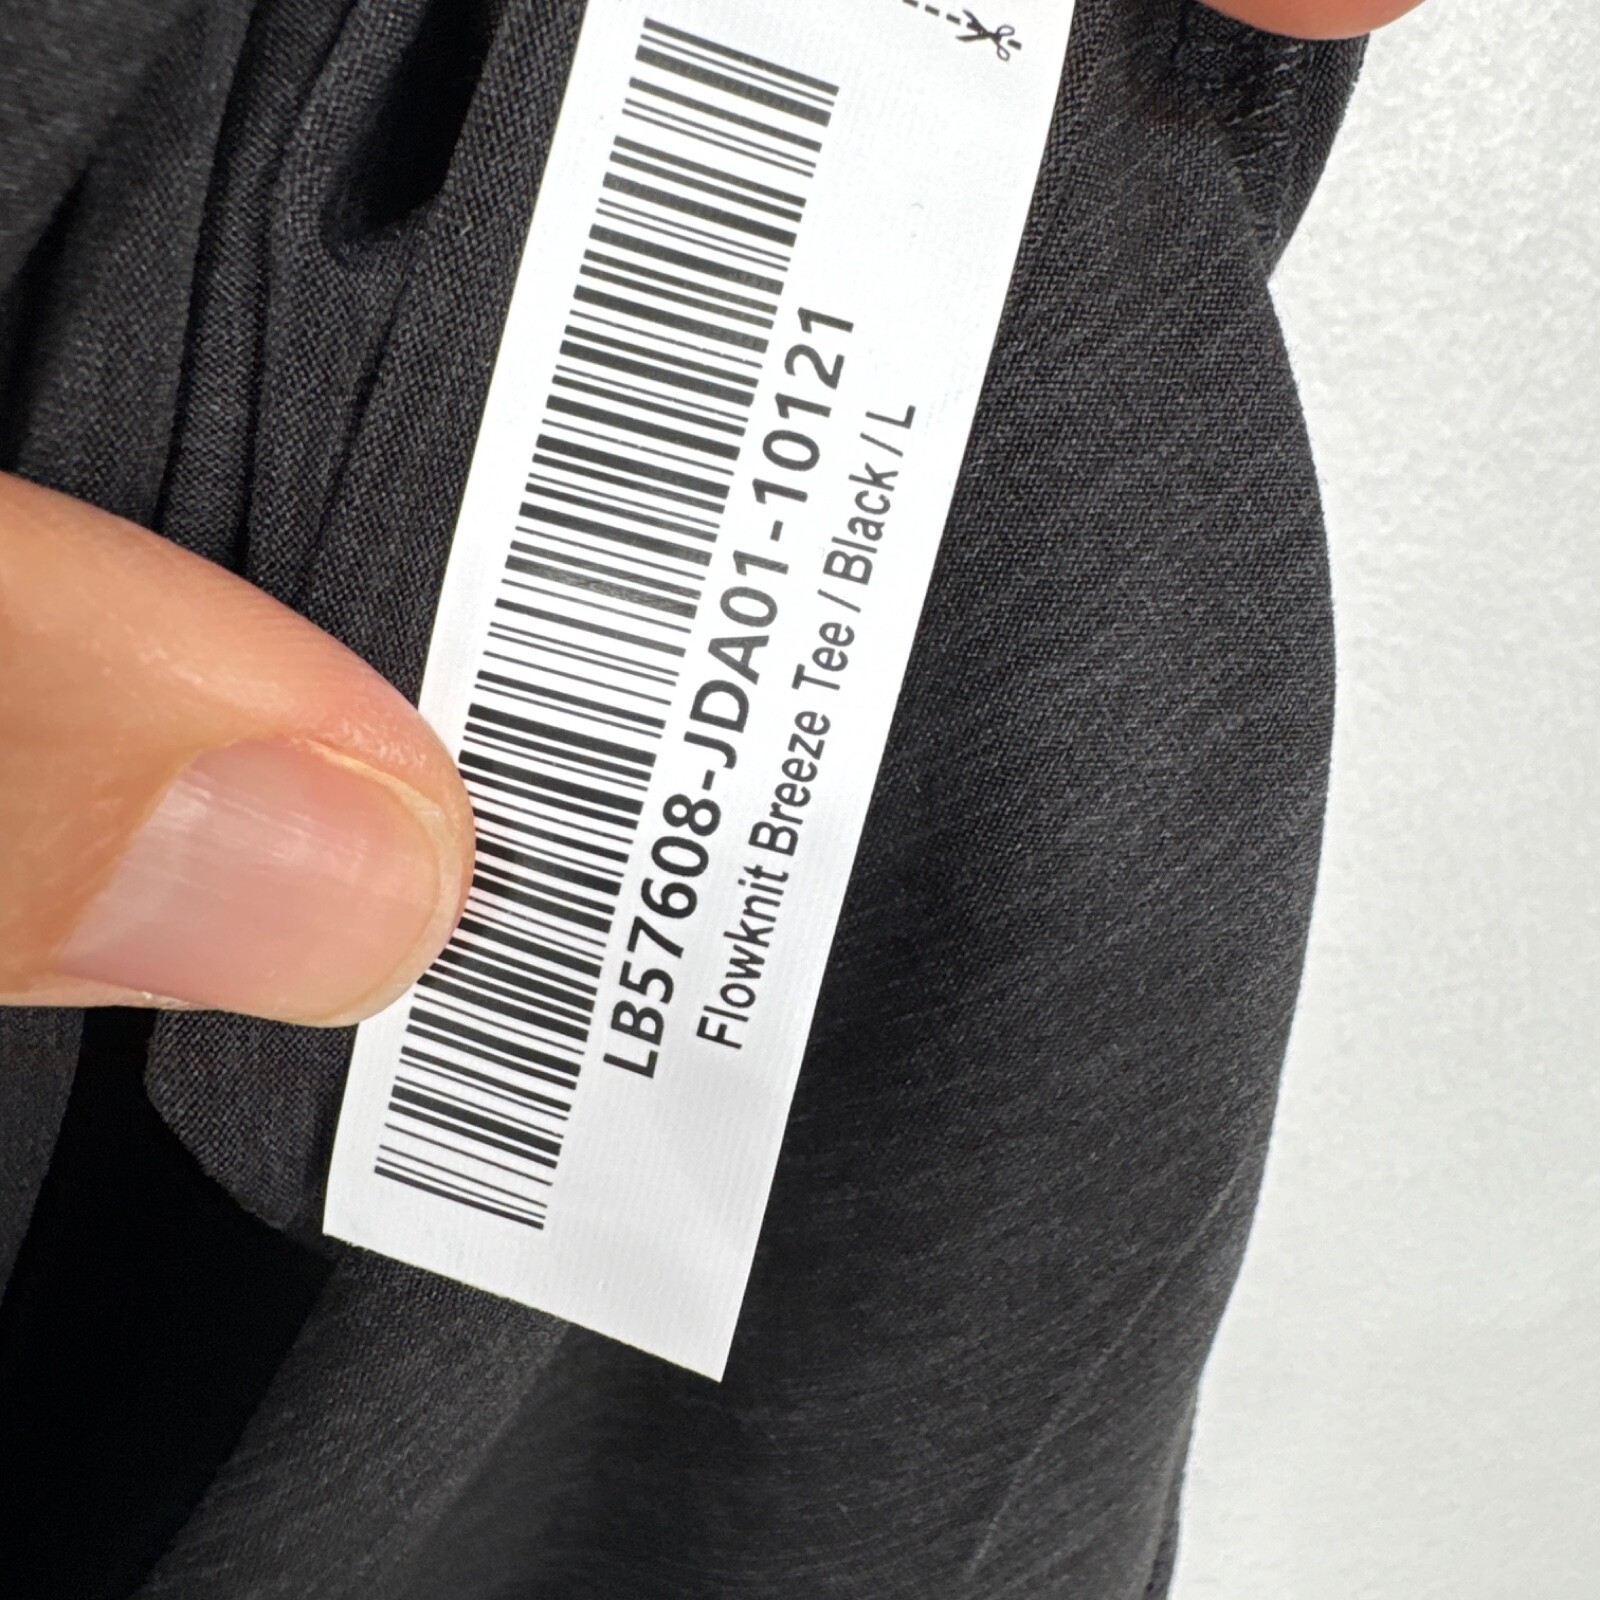 LB57608-JDA01-10121
Flowknit Breeze Tee / Black / L